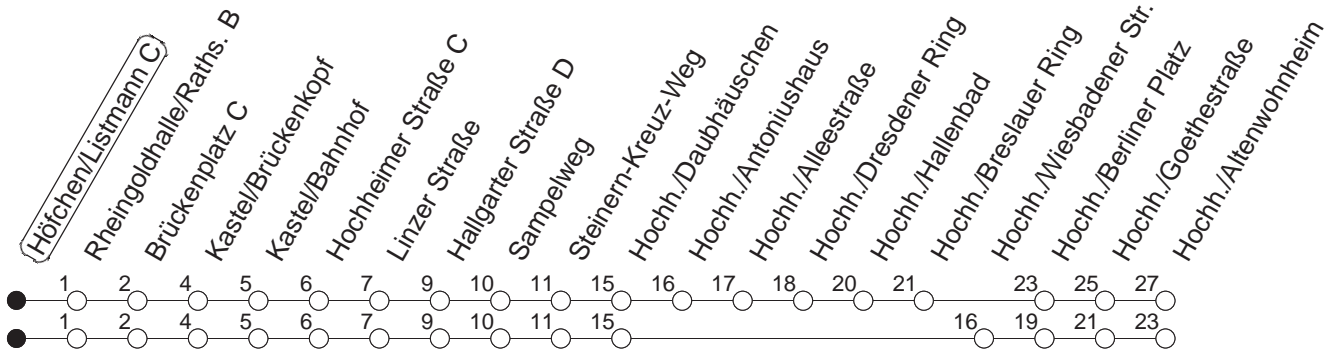 Höfchen/Listmann C
Rheingoldhalle/Raths. B
Brückenplatz C
Kastel/Brückenkopf
Kastel/Bahnhof
Hochheimer Straße C
Linzer Straße
Hallgarter Straße D
Sampelweg
Steinern-Kreuz-Weg
Hochh./Daubhäuschen
Hochh./Antoniushaus
Hochh./Alleestraße
Hochh./Dresdener Ring
Hochh./Hallenbad
Hochh./Breslauer Ring
Hochh./Wiesbadener Str.
Hochh./Berliner Platz
Hochh./Goethestraße
Hochh./Altenwohnheim
1 2 4 5 6 7 9 10 11 15 16 17 18 20 21 23 25 27
1 2 4 5 6 7 9 10 11 15 16 19 21 23